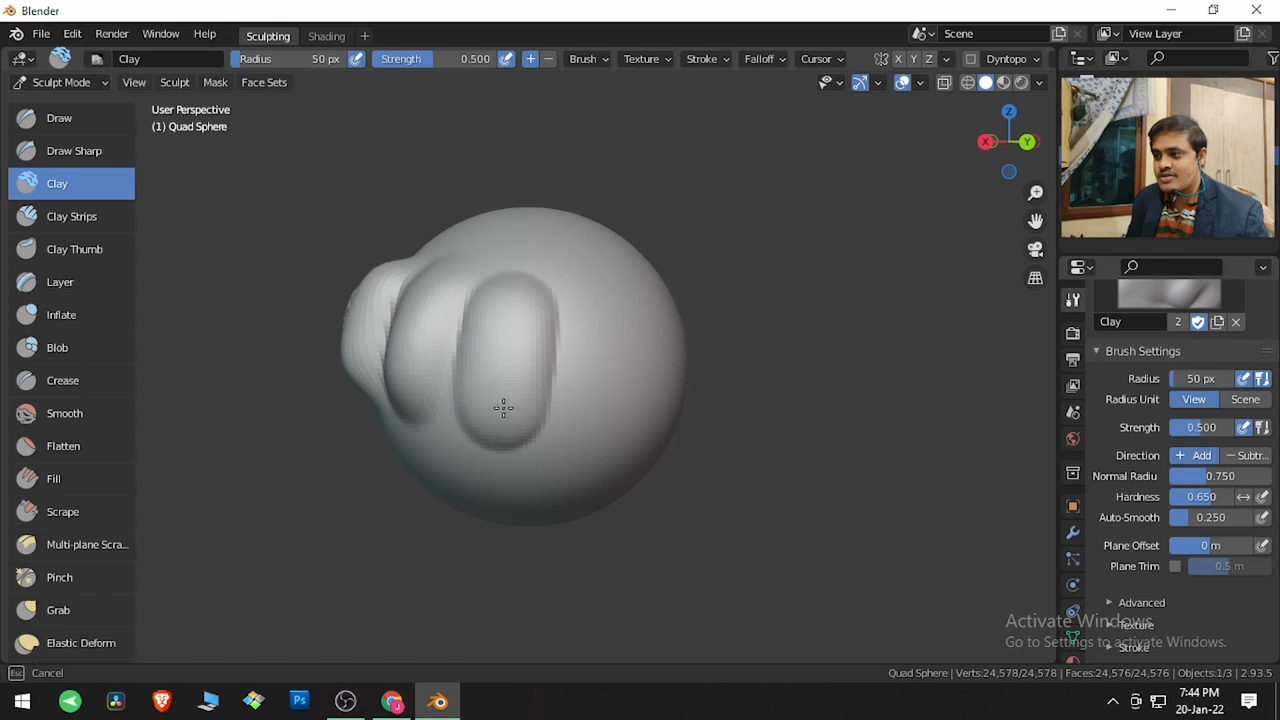 Blender
File Edit Render Window Help Sculpting Shading + Scene View Layer
Clay Radius 50 px Strength 0.500 Brush Texture Stroke Falloff Cursor X Y Z Dyntopo
Sculpt Mode View Sculpt Mask Face Sets
User Perspective
(1) Quad Sphere
Z
X Y
Draw
Draw Sharp
Clay
Clay Strips
Clay Thumb
Layer
Inflate
Blob
Crease
Smooth
Flatten
Fill
Scrape
Multi-plane Scra...
Pinch
Grab
Elastic Deform
Clay 2
Brush Settings
Radius 50 px
Radius Unit View Scene
Strength 0.500
Direction + Add − Subtr...
Normal Radiu 0.750
Hardness 0.650
Auto-Smooth 0.250
Plane Offset 0 m
Plane Trim 0.5 m
Advanced
Texture
Stroke
Activate Windows
Go to Settings to activate Windows.
Esc Cancel Quad Sphere | Verts:24,578/24,578 | Faces:24,576/24,576 | Objects:1/3 | 2.93.5
Ps J
7:44 PM
20-Jan-22